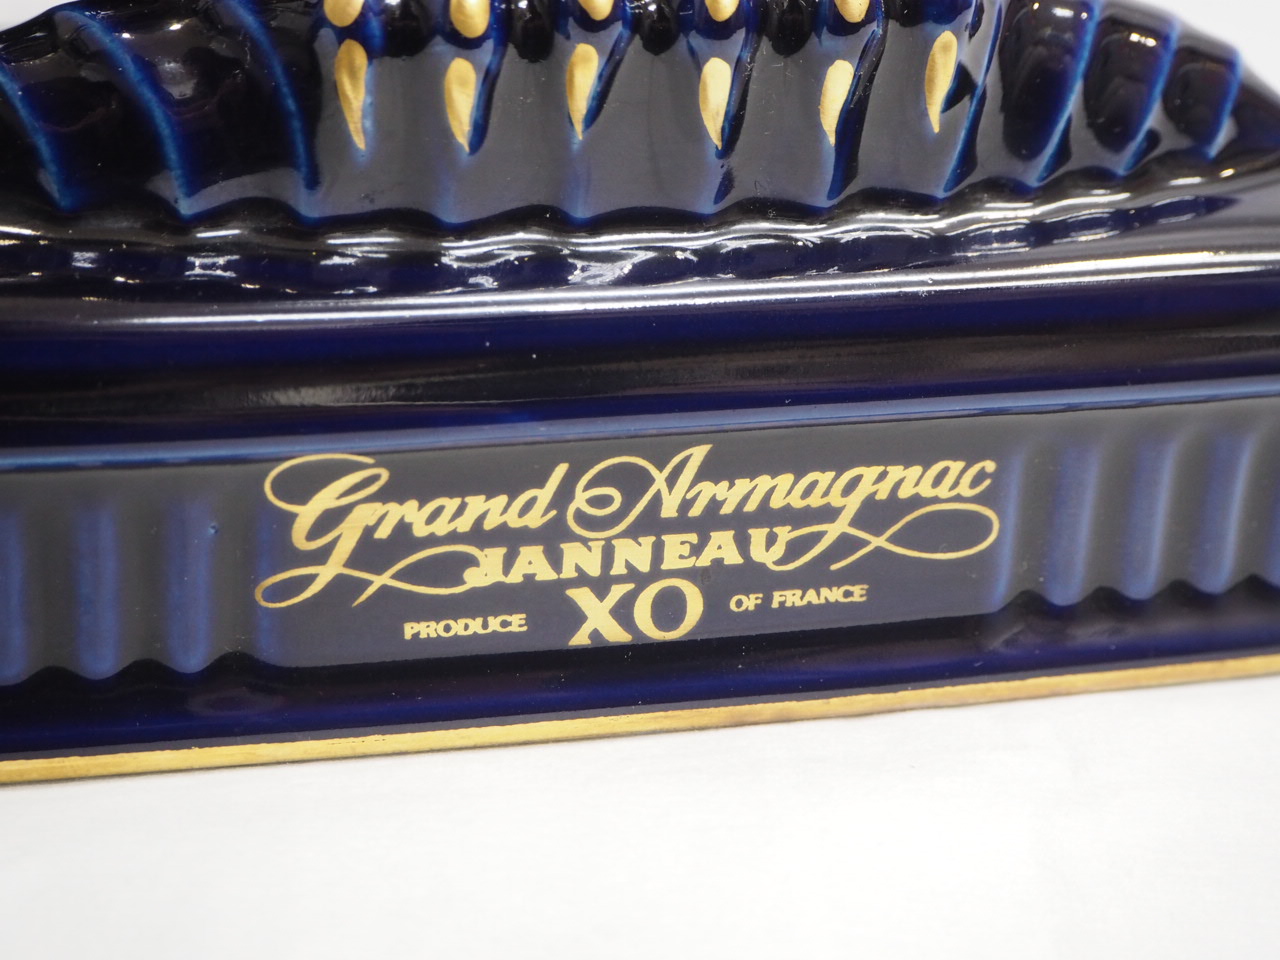 Grand Armagnac
JANNEAU
PRODUCE XO OF FRANCE